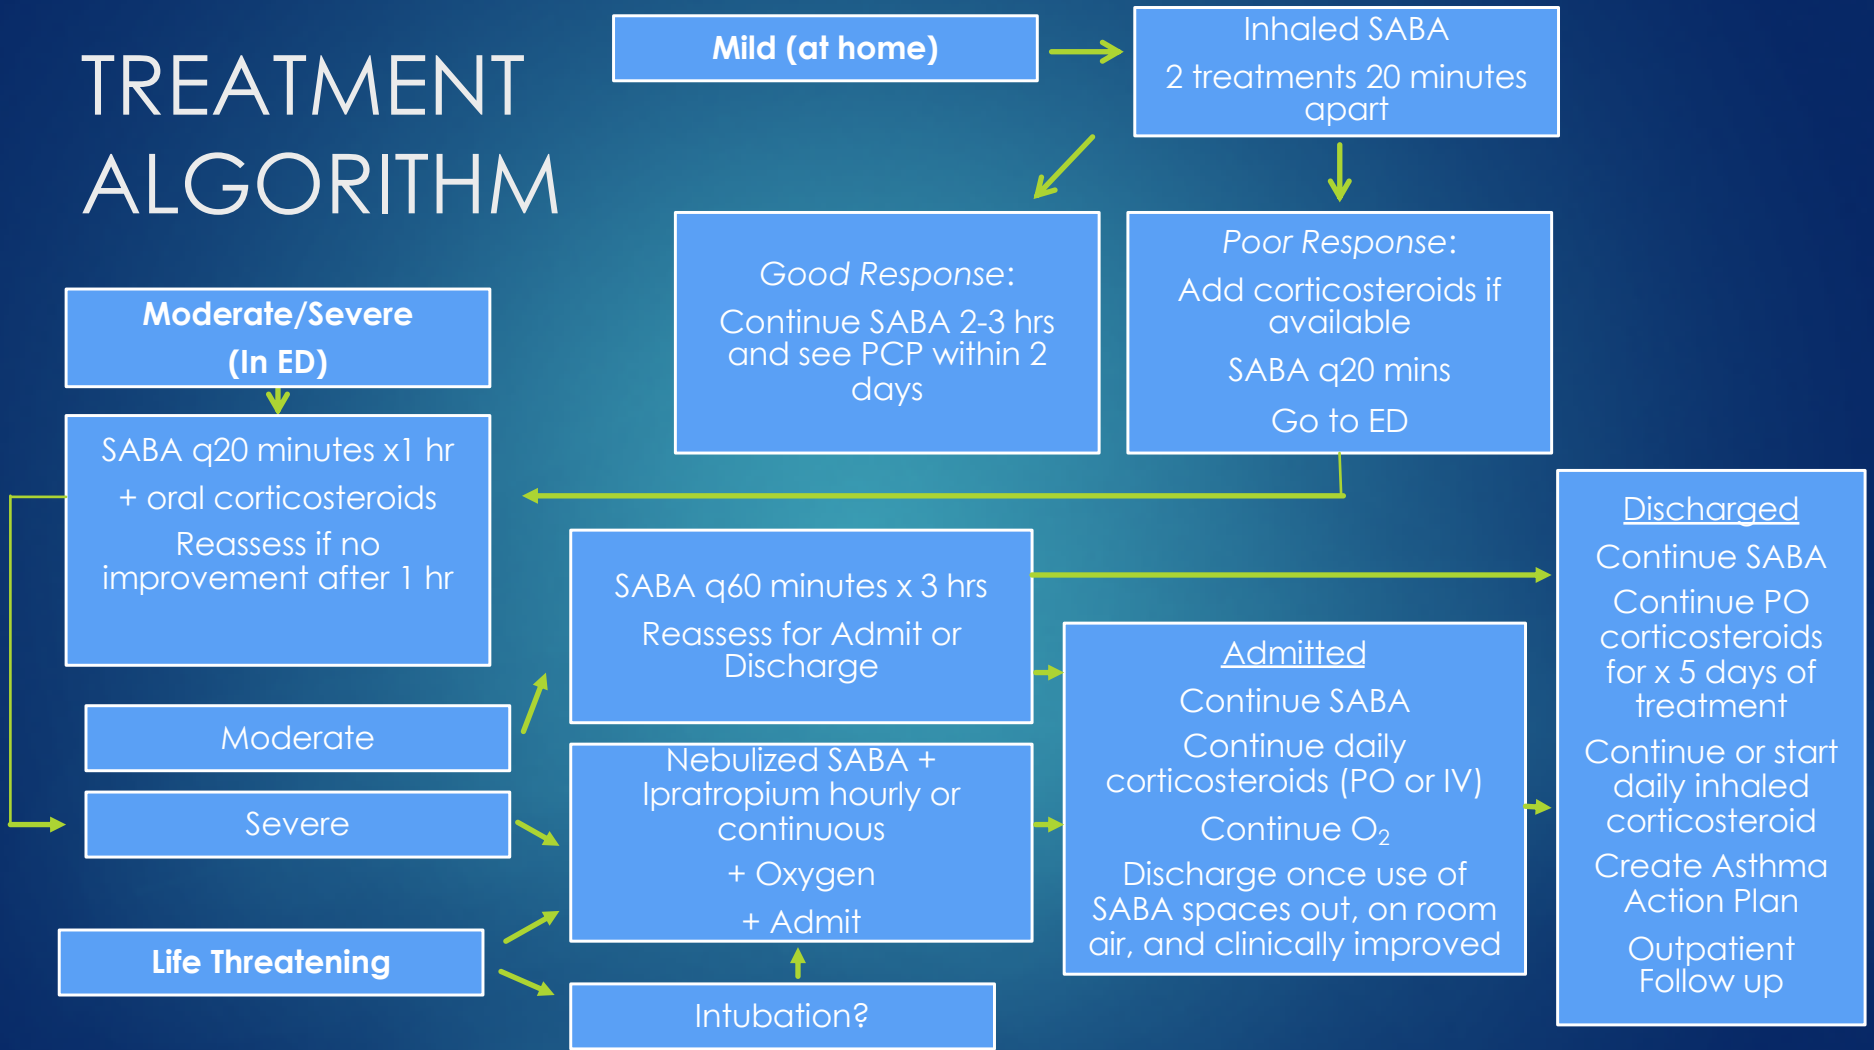 TREATMENT
ALGORITHM
Mild (at home)
Inhaled SABA
2 treatments 20 minutes
apart
Good Response:
Continue SABA 2-3 hrs
and see PCP within 2
days
Poor Response:
Add corticosteroids if
available
SABA q20 mins
Go to ED
Moderate/Severe
(In ED)
SABA q20 minutes x1 hr
+ oral corticosteroids
Reassess if no
improvement after 1 hr
Moderate
Severe
Life Threatening
SABA q60 minutes x 3 hrs
Reassess for Admit or
Discharge
Nebulized SABA +
Ipratropium hourly or
continuous
+ Oxygen
+ Admit
Intubation?
Admitted
Continue SABA
Continue daily
corticosteroids (PO or IV)
Continue O₂
Discharge once use of
SABA spaces out, on room
air, and clinically improved
Discharged
Continue SABA
Continue PO
corticosteroids
for x 5 days of
treatment
Continue or start
daily inhaled
corticosteroid
Create Asthma
Action Plan
Outpatient
Follow up